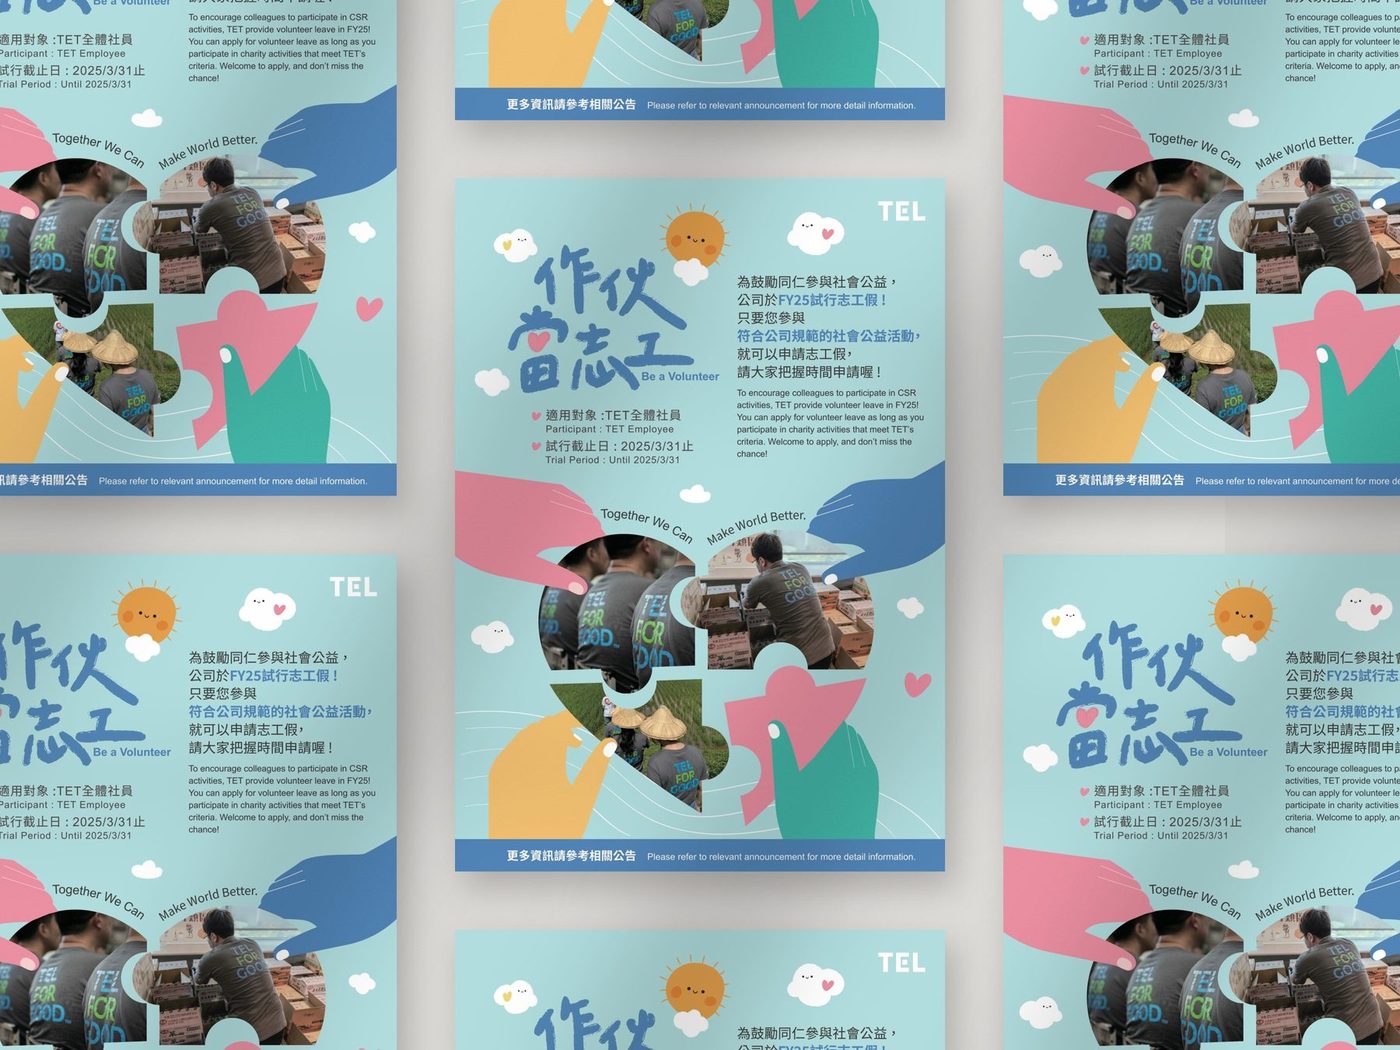 TEL
作伙
當志工
Be a Volunteer
為鼓勵同仁參與社會公益，
公司於FY25試行志工假！
只要您參與
符合公司規範的社會公益活動，
就可以申請志工假，
請大家把握時間申請喔！
To encourage colleagues to participate in CSR
activities, TET provide volunteer leave in FY25!
You can apply for volunteer leave as long as you
participate in charity activities that meet TET's
criteria. Welcome to apply, and don't miss the
chance!
適用對象 :TET全體社員
Participant : TET Employee
試行截止日 : 2025/3/31止
Trial Period : Until 2025/3/31
Together We Can
Make World Better.
TEL
FOR
GOOD
TEL
FOR
GOOD
TEL
FOR
GOOD
更多資訊請參考相關公告
Please refer to relevant announcement for more detail information.